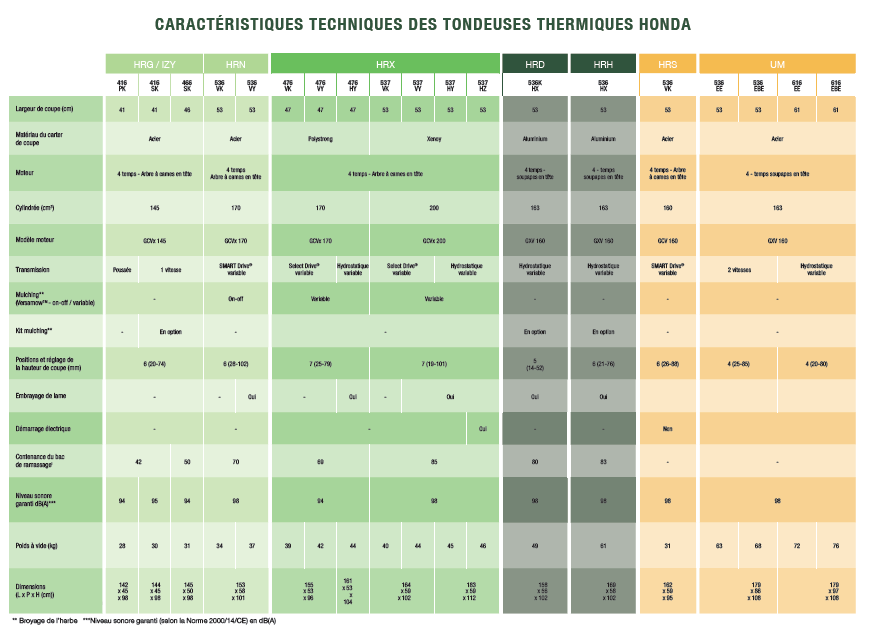 CARACTÉRISTIQUES TECHNIQUES DES TONDEUSES THERMIQUES HONDA
HRG / IZY HRN HRX HRD HRH HRS UM
416 416 466 536 536 476 476 476 537 537 537 537 536K 536 536 536 536 616 616
PK SK SK VK VY VK VY HY VK VY HY HZ HX HX VK EE EBE EE EBE
Largeur de coupe (cm) 41 41 46 53 53 47 47 47 53 53 53 53 53 53 53 53 53 61 61
Matériau du carter
de coupe Acier Acier Polystrong Xenoy Aluminium Aluminium Acier Acier
Moteur 4 temps - Arbre à cames en tête 4 temps
Arbre à cames en tête 4 temps - Arbre à cames en tête 4 temps -
soupapes en tête 4 - temps
soupapes en tête 4 temps - Arbre
à cames en tête 4 - temps soupapes en tête
Cylindrée (cm³) 145 170 170 200 163 163 160 163
Modèle moteur GCVx 145 GCVx 170 GCVx 170 GCVx 200 GXV 160 GXV 160 GCV 160 GXV 160
Transmission Poussée 1 vitesse SMART Drive®
variable Select Drive®
variable Hydrostatique
variable Select Drive®
variable Hydrostatique
variable Hydrostatique
variable Hydrostatique
variable SMART Drive®
variable 2 vitesses Hydrostatique
variable
Mulching**
(Versamow™ - on-off / variable) - On-off Variable Variable - - - -
Kit mulching** - En option - - En option En option - -
Positions et réglage de
la hauteur de coupe (mm) 6 (20-74) 6 (26-102) 7 (25-79) 7 (19-101) 5
(14-52) 6 (21-76) 6 (26-88) 4 (25-85) 4 (20-80)
Embrayage de lame - - Oui - Oui - Oui Oui Oui
Démarrage électrique - - - Oui - - Non
Contenance du bac
de ramassage 42 50 70 69 85 80 83 - -
Niveau sonore
garanti dB(A)*** 94 95 94 98 94 98 98 98 98 98
Poids à vide (kg) 28 30 31 34 37 39 42 44 40 44 45 46 49 61 31 63 68 72 76
Dimensions
(L x P x H (cm)) 142
x 45
x 98 144
x 45
x 98 145
x 50
x 98 153
x 58
x 101 155
x 53
x 96 161
x 53
x
104 164
x 59
x 102 183
x 59
x 112 158
x 56
x 102 169
x 58
x 102 162
x 59
x 95 179
x 86
x 108 179
x 97
x 108
** Broyage de l'herbe ***Niveau sonore garanti (selon la Norme 2000/14/CE) en dB(A)